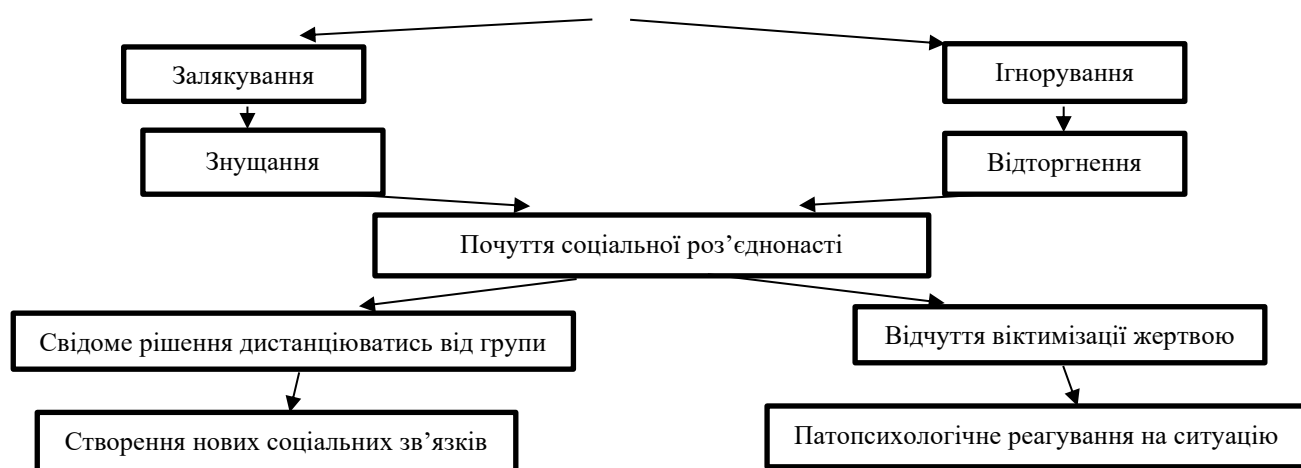 Залякування
Ігнорування
Знущання
Відторгнення
Почуття соціальної роз’єднонасті
Свідоме рішення дистанціюватись від групи
Відчуття віктимізації жертвою
Створення нових соціальних зв’язків
Патопсихологічне реагування на ситуацію